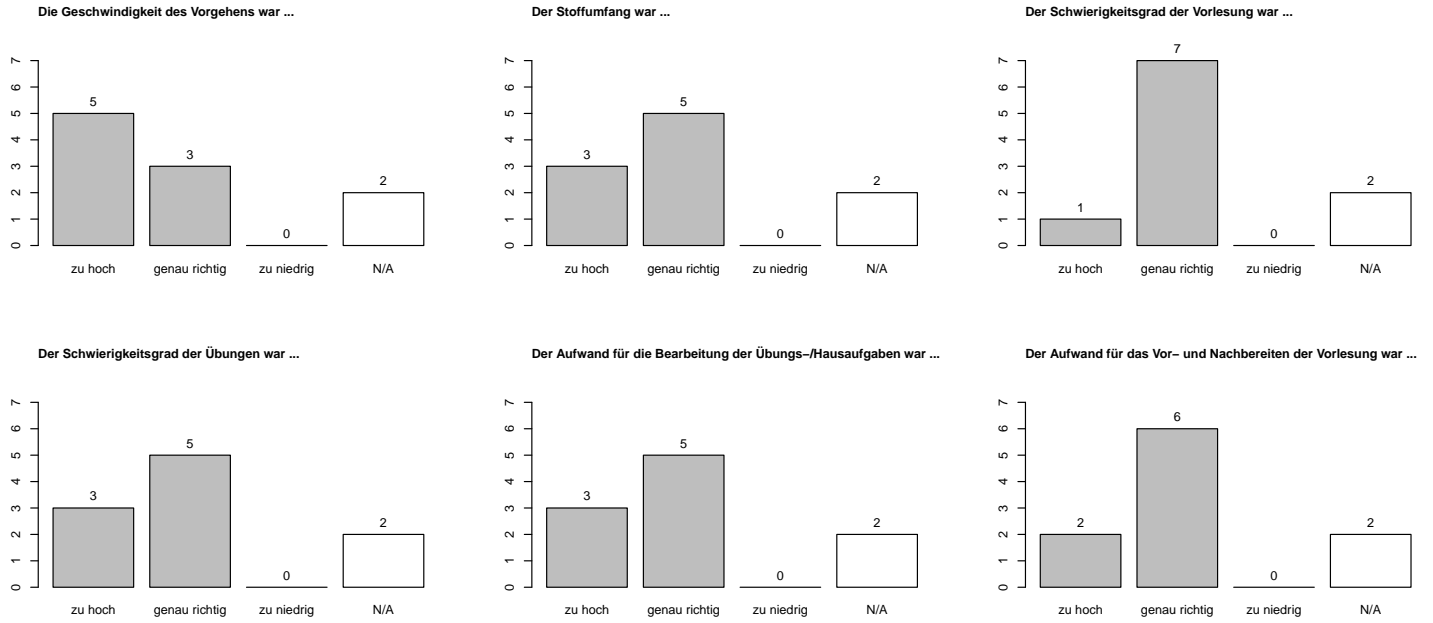 Die Geschwindigkeit des Vorgehens war ...
0 1 2 3 4 5 6 7
5
3
0
2
zu hoch genau richtig zu niedrig N/A
Der Stoffumfang war ...
0 1 2 3 4 5 6 7
3
5
0
2
zu hoch genau richtig zu niedrig N/A
Der Schwierigkeitsgrad der Vorlesung war ...
0 1 2 3 4 5 6 7
1
7
0
2
zu hoch genau richtig zu niedrig N/A
Der Schwierigkeitsgrad der Übungen war ...
0 1 2 3 4 5 6 7
3
5
0
2
zu hoch genau richtig zu niedrig N/A
Der Aufwand für die Bearbeitung der Übungs−/Hausaufgaben war ...
0 1 2 3 4 5 6 7
3
5
0
2
zu hoch genau richtig zu niedrig N/A
Der Aufwand für das Vor− und Nachbereiten der Vorlesung war ...
0 1 2 3 4 5 6 7
2
6
0
2
zu hoch genau richtig zu niedrig N/A